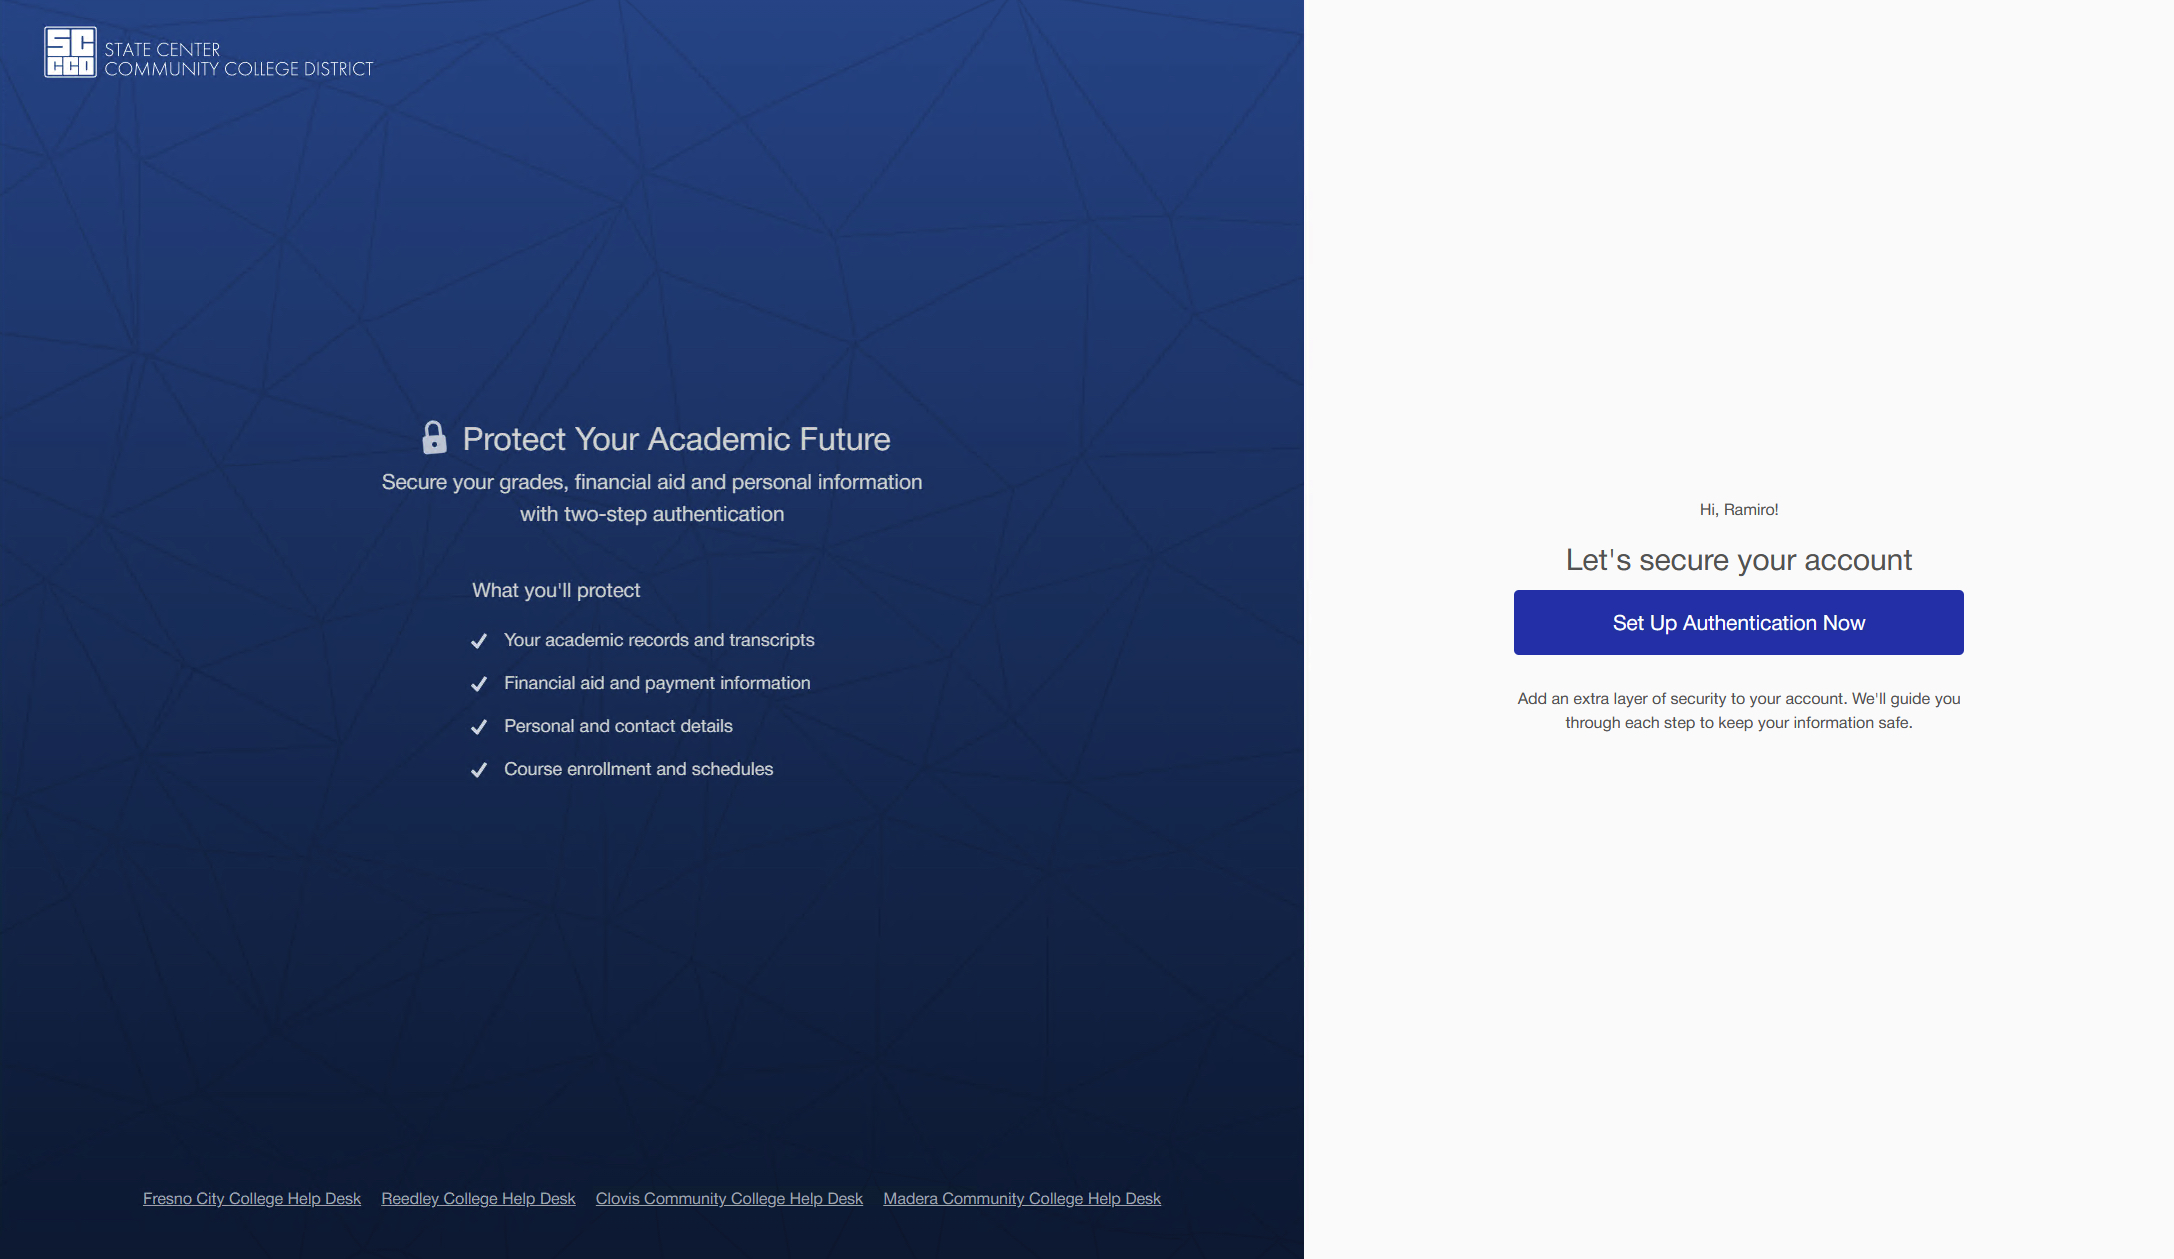 SC
CCD
STATE CENTER
COMMUNITY COLLEGE DISTRICT
Protect Your Academic Future
Secure your grades, financial aid and personal information
with two-step authentication
What you'll protect
Your academic records and transcripts
Financial aid and payment information
Personal and contact details
Course enrollment and schedules
Fresno City College Help Desk Reedley College Help Desk Clovis Community College Help Desk Madera Community College Help Desk
Hi, Ramiro!
Let's secure your account
Set Up Authentication Now
Add an extra layer of security to your account. We'll guide you
through each step to keep your information safe.